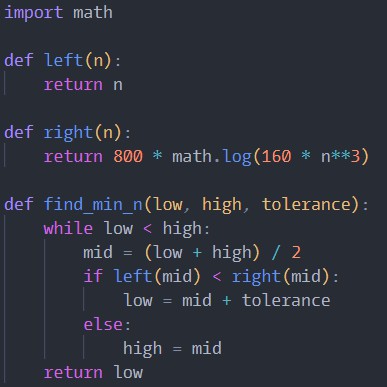 import math

def left(n):
    return n

def right(n):
    return 800 * math.log(160 * n**3)

def find_min_n(low, high, tolerance):
    while low < high:
        mid = (low + high) / 2
        if left(mid) < right(mid):
            low = mid + tolerance
        else:
            high = mid
    return low